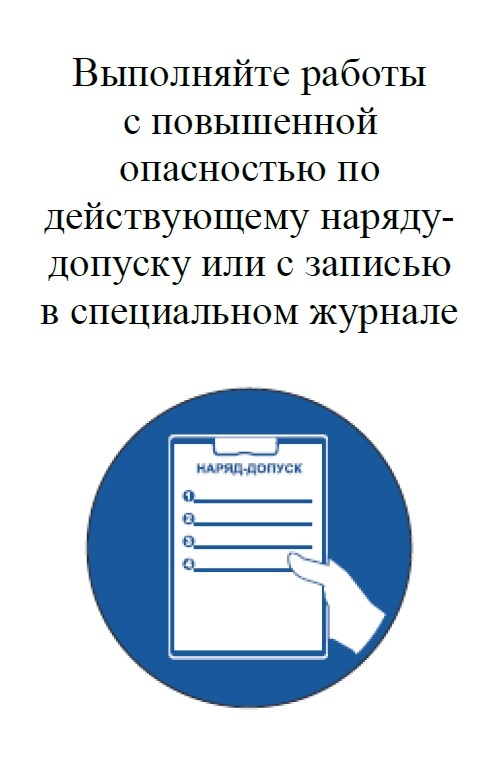 Выполняйте работы
с повышенной
опасностью по
действующему наряду-
допуску или с записью
в специальном журнале
НАРЯД-ДОПУСК
1
2
3
4